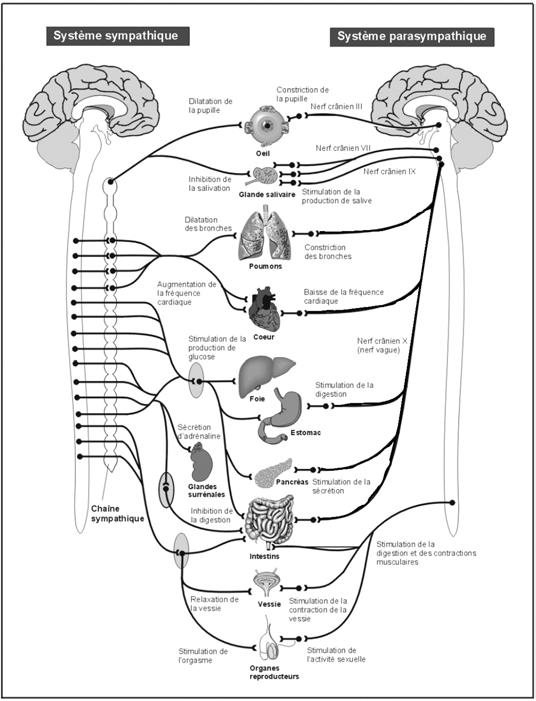 Système sympathique
Système parasympathique
Dilatation de
la pupille
Constriction de
la pupille
Nerf crânien III
Oeil
Nerf crânien VII
Inhibition de
la salivation
Nerf crânien IX
Glande salivaire
Stimulation de la
production de salive
Dilatation
des bronches
Constriction
des bronches
Poumons
Augmentation de
la fréquence
cardiaque
Baisse de la fréquence
cardiaque
Coeur
Stimulation de la
production de
glucose
Nerf crânien X
(nerf vague)
Foie
Stimulation de la
digestion
Estomac
Sécrétion
d'adrénaline
Glandes
surrénales
Pancréas
Stimulation de la
sécrétion
Chaîne
sympathique
Inhibition de
la digestion
Intestins
Stimulation de la
digestion et des contractions
musculaires
Relaxation de
la vessie
Vessie
Stimulation de la
contraction de la
vessie
Stimulation de
l'orgasme
Stimulation de
l'activité sexuelle
Organes
reproducteurs